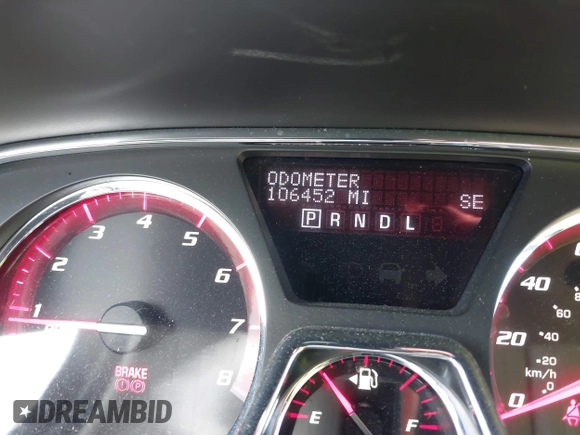 ODOMETER
106452 MI SE
P R N D L
1 2 3 4 5 6 7 8
BRAKE
P
E F
0 20 40
0 20 40 60
km/h
DREAMBID